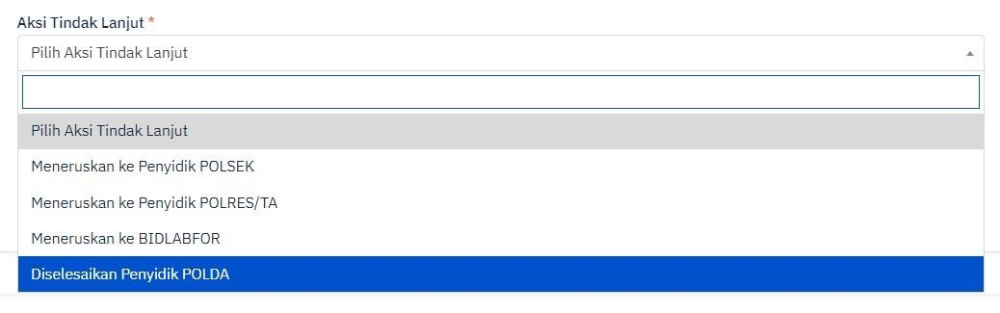 Aksi Tindak Lanjut *
Pilih Aksi Tindak Lanjut
Pilih Aksi Tindak Lanjut
Meneruskan ke Penyidik POLSEK
Meneruskan ke Penyidik POLRES/TA
Meneruskan ke BIDLABFOR
Diselesaikan Penyidik POLDA